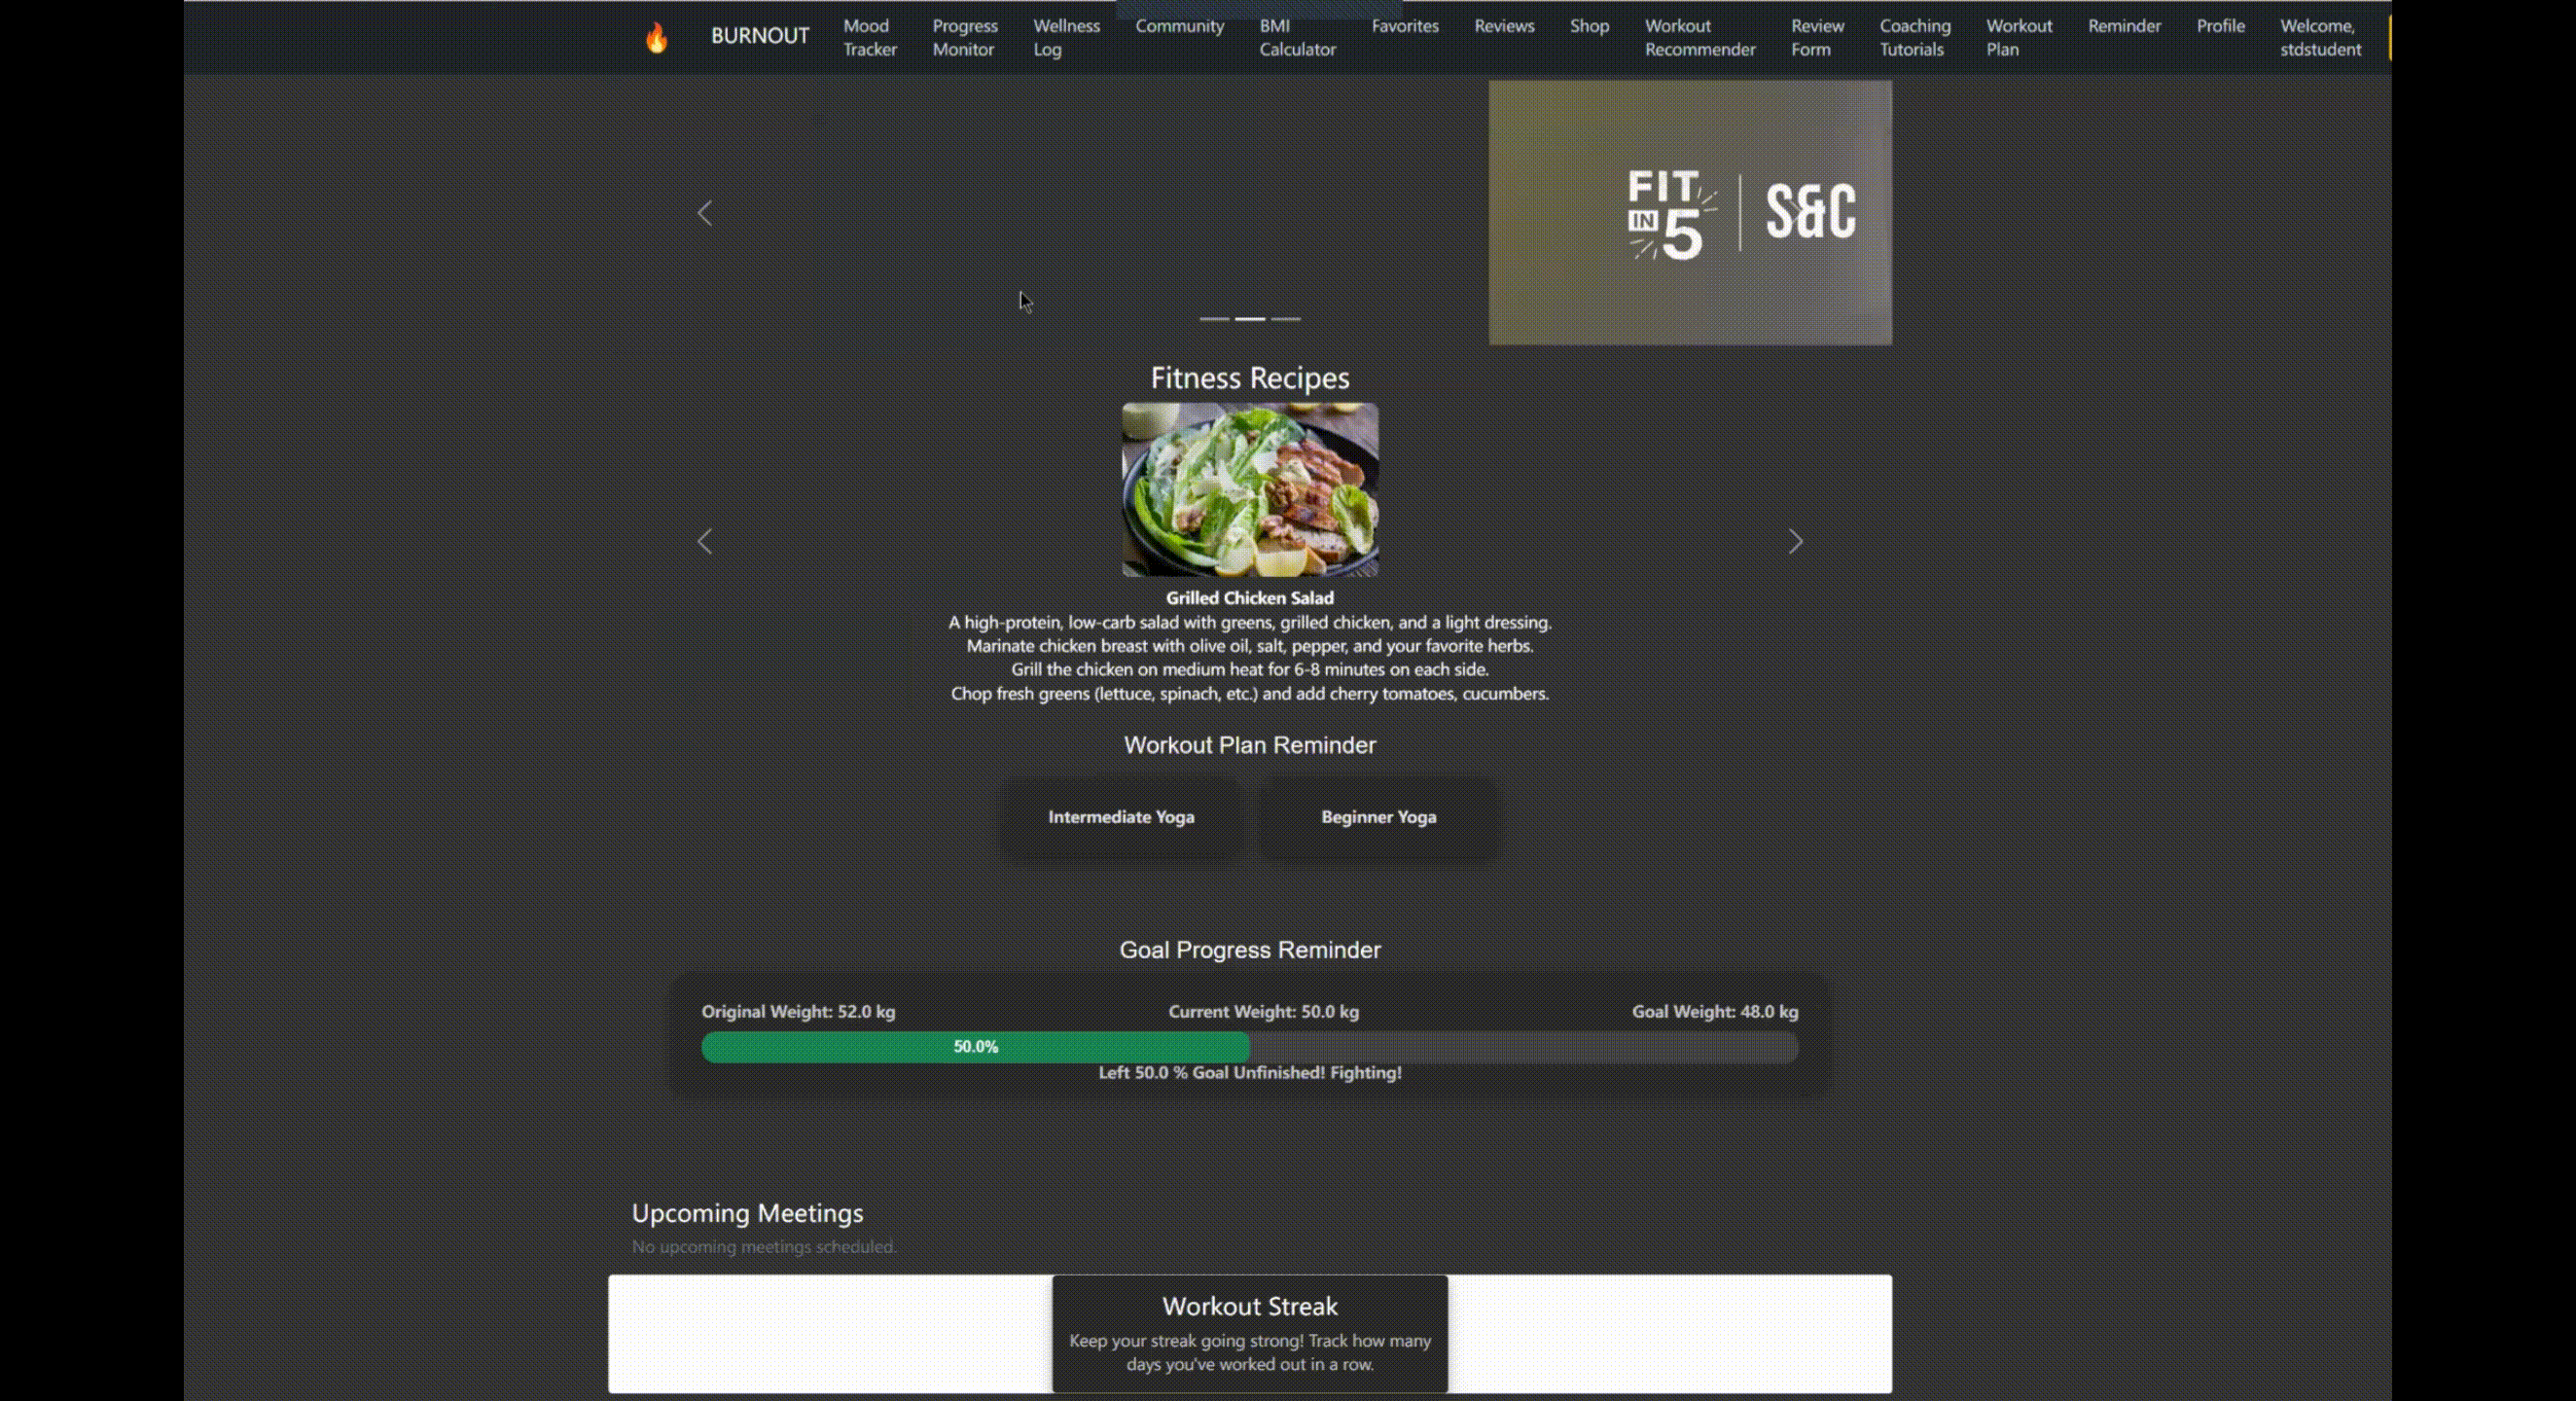 BURNOUT
Mood
Tracker
Progress
Monitor
Wellness
Log
Community
BMI
Calculator
Favorites
Reviews
Shop
Workout
Recommender
Review
Form
Coaching
Tutorials
Workout
Plan
Reminder
Profile
Welcome,
stdstudent
FIT
IN 5
S&C
Fitness Recipes
Grilled Chicken Salad
A high-protein, low-carb salad with greens, grilled chicken, and a light dressing.
Marinate chicken breast with olive oil, salt, pepper, and your favorite herbs.
Grill the chicken on medium heat for 6-8 minutes on each side.
Chop fresh greens (lettuce, spinach, etc.) and add cherry tomatoes, cucumbers.
Workout Plan Reminder
Intermediate Yoga
Beginner Yoga
Goal Progress Reminder
Original Weight: 52.0 kg
Current Weight: 50.0 kg
Goal Weight: 48.0 kg
50.0%
Left 50.0 % Goal Unfinished! Fighting!
Upcoming Meetings
No upcoming meetings scheduled.
Workout Streak
Keep your streak going strong! Track how many
days you've worked out in a row.